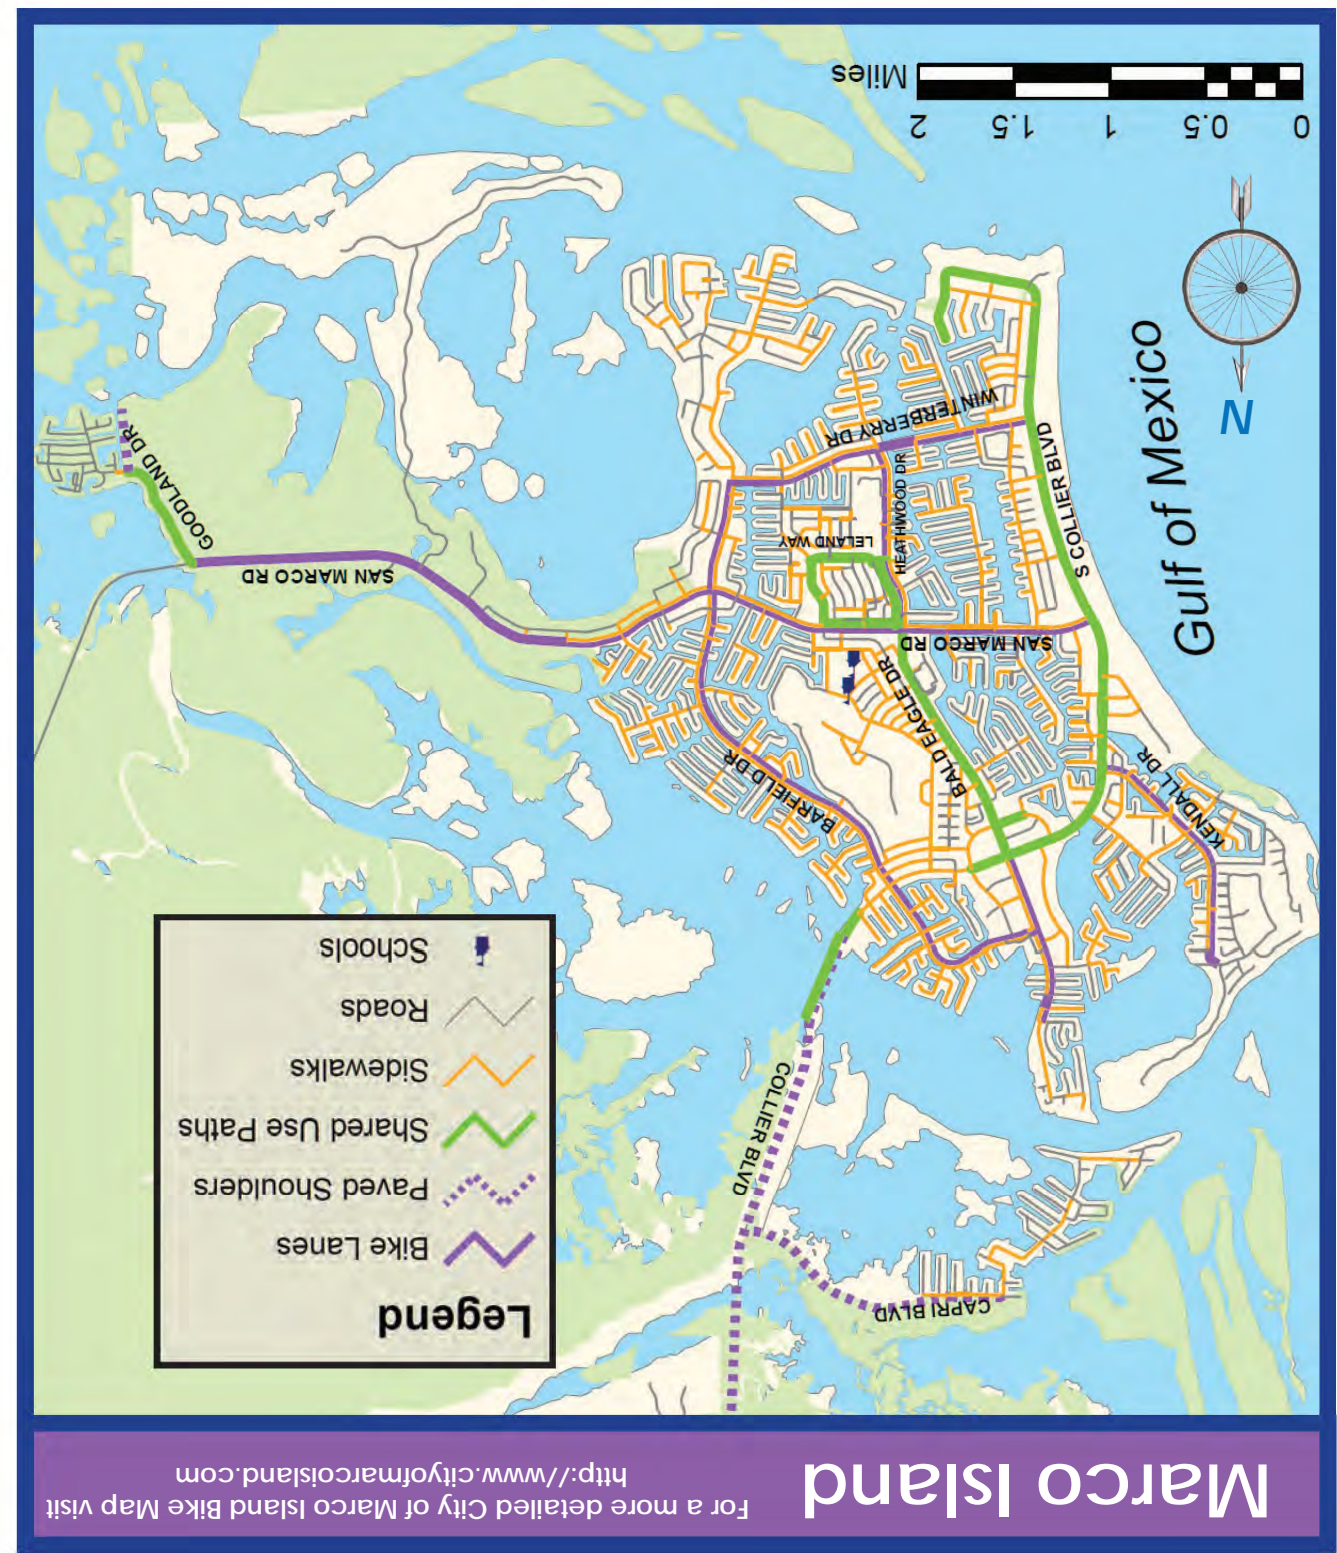 Marco Island
For a more detailed City of Marco Island Bike Map visit
http://www.cityofmarcoisland.com
Legend
Bike Lanes
Paved Shoulders
Shared Use Paths
Sidewalks
Roads
Schools
CAPRI BLVD
COLLIER BLVD
KENDALL DR
BARFIELD DR
BALD EAGLE DR
SAN MARCO RD
SAN MARCO RD
GOODLAND DR
LELAND WAY
HEATHWOOD DR
S COLLIER BLVD
WINTERBERRY DR
Gulf of Mexico
N
0 0.5 1 1.5 2
Miles